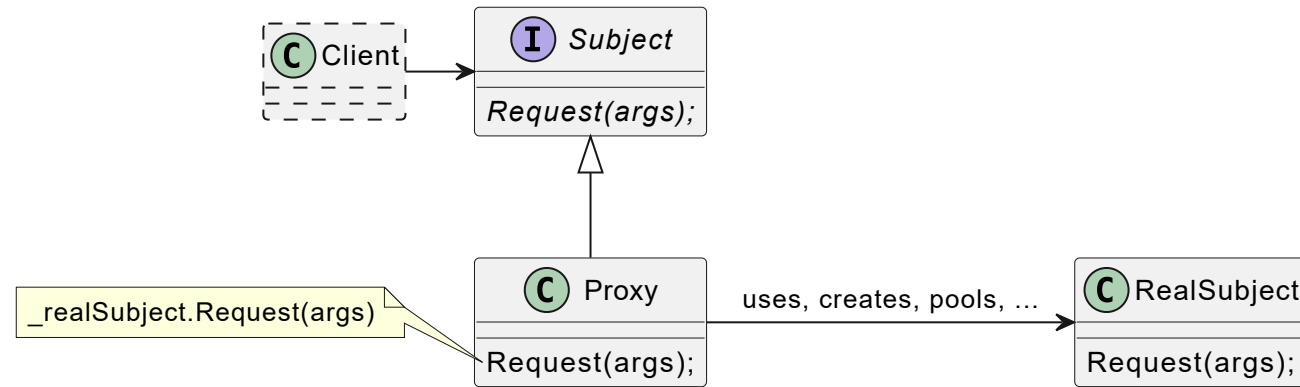 C Client
I Subject
Request(args);
C Proxy
_realSubject.Request(args)
Request(args);
uses, creates, pools, ...
C RealSubject
Request(args);